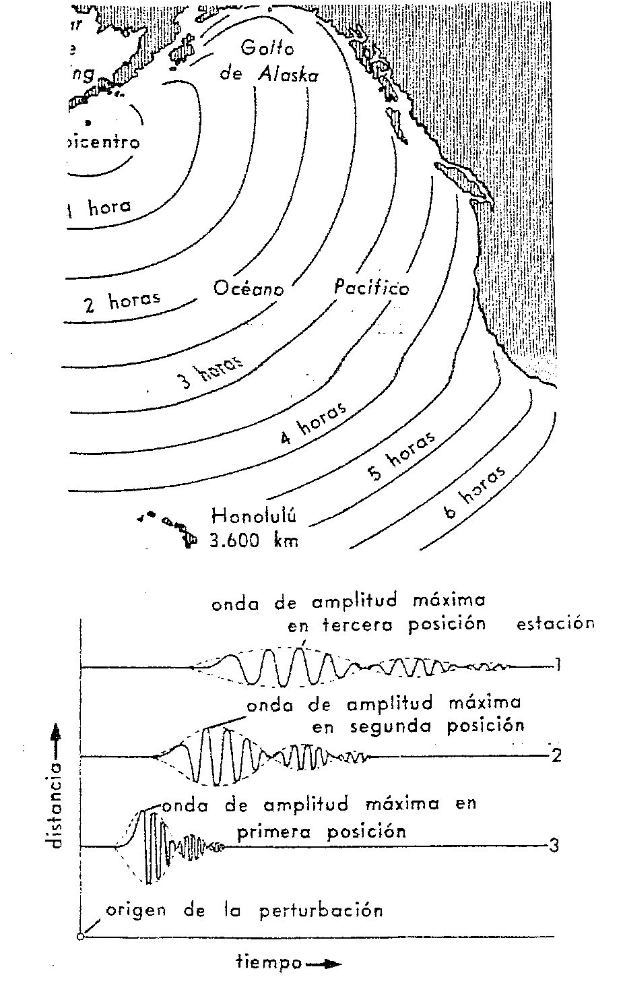 ng
Golfo
de Alaska
picentro
1 hora
2 horas
Océano Pacífico
3 horas
4 horas
5 horas
6 horas
Honolulú
3.600 km
onda de amplitud máxima
en tercera posición estación
1
onda de amplitud máxima
en segunda posición
2
onda de amplitud máxima en
primera posición
3
distancia
origen de la perturbación
tiempo